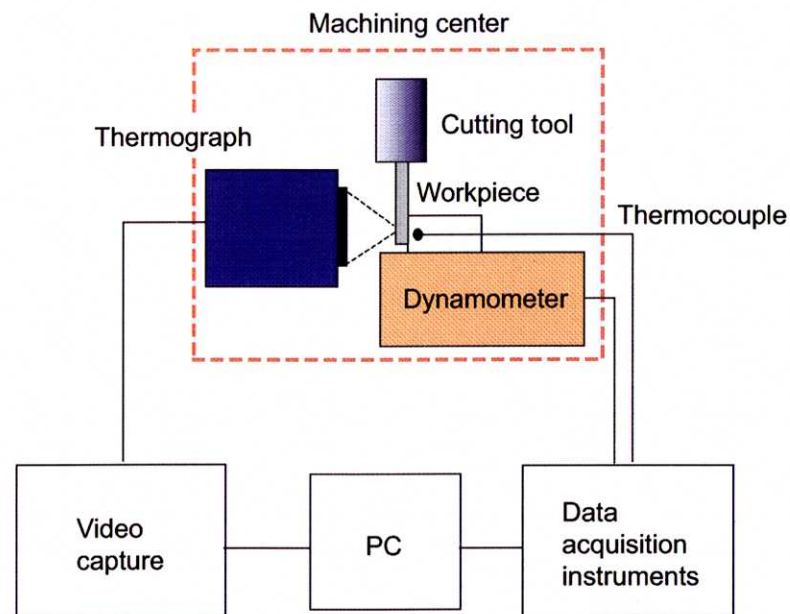 Machining center
Thermograph
Cutting tool
Workpiece
Thermocouple
Dynamometer
Video
capture
PC
Data
acquisition
instruments